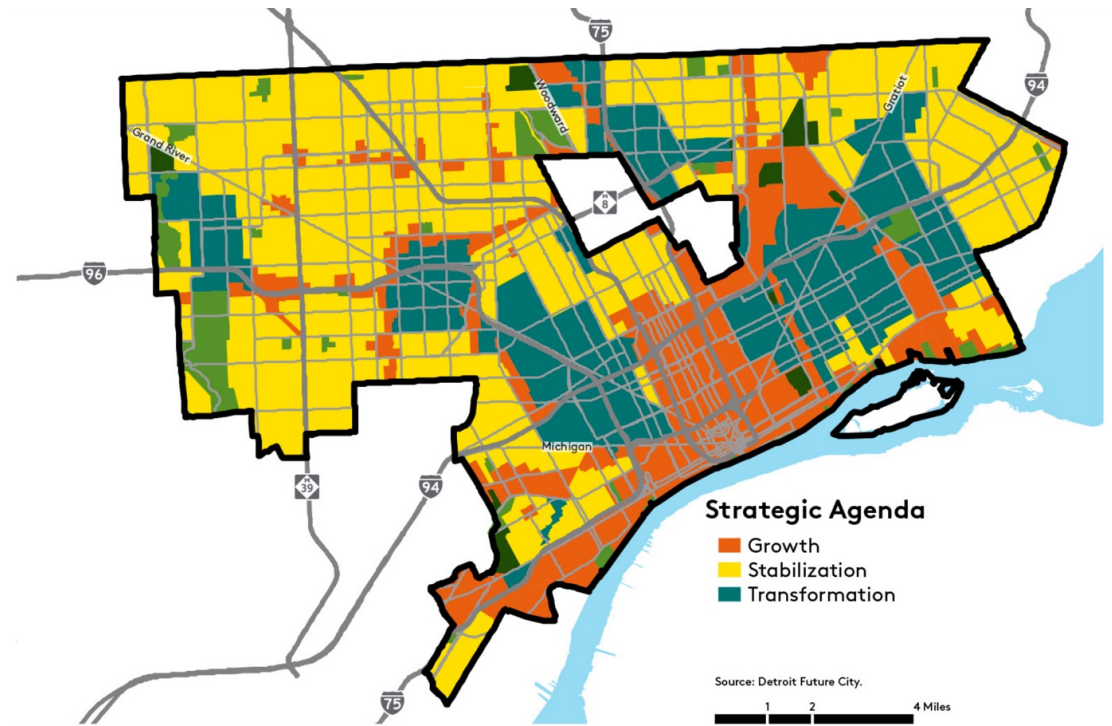 75
94
Woodward
Gratiot
Grand River
M
8
96
Michigan
M
39
94
Strategic Agenda
Growth
Stabilization
Transformation
Source: Detroit Future City.
75
1 2 4 Miles